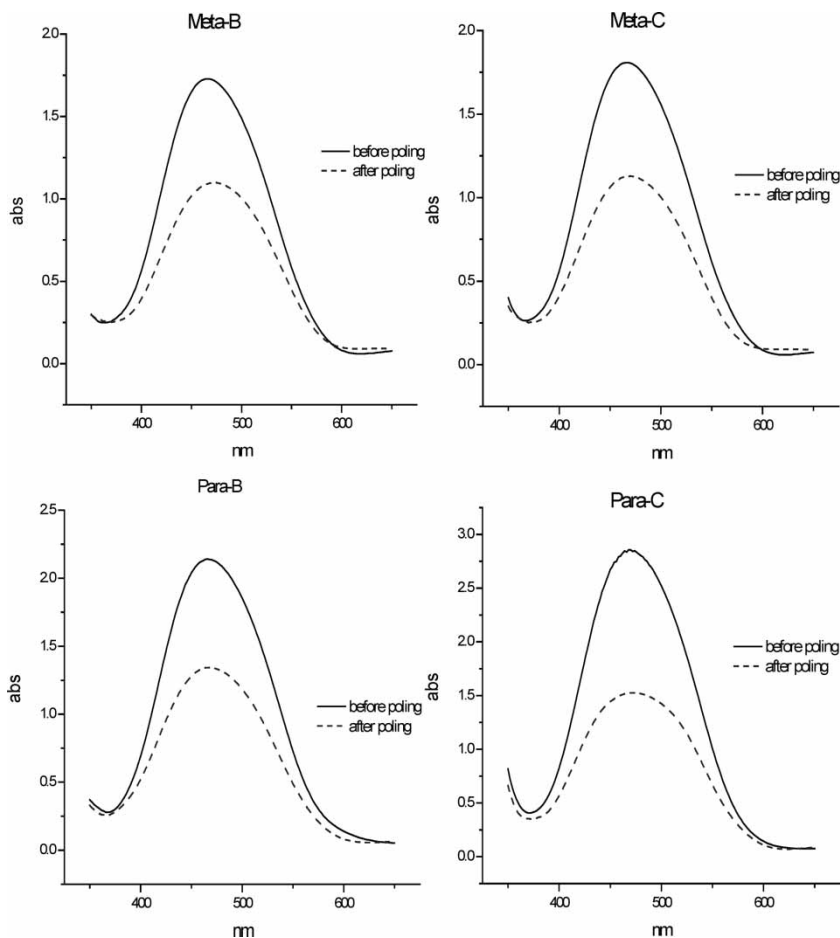 Meta-B
2.0
1.5
1.0
0.5
0.0
abs
before poling
after poling
400
500
600
nm
Meta-C
2.0
1.5
1.0
0.5
0.0
abs
before poling
after poling
400
500
600
nm
Para-B
2.5
2.0
1.5
1.0
0.5
0.0
abs
before poling
after poling
400
500
600
nm
Para-C
3.0
2.5
2.0
1.5
1.0
0.5
0.0
abs
before poling
after poling
400
500
600
nm